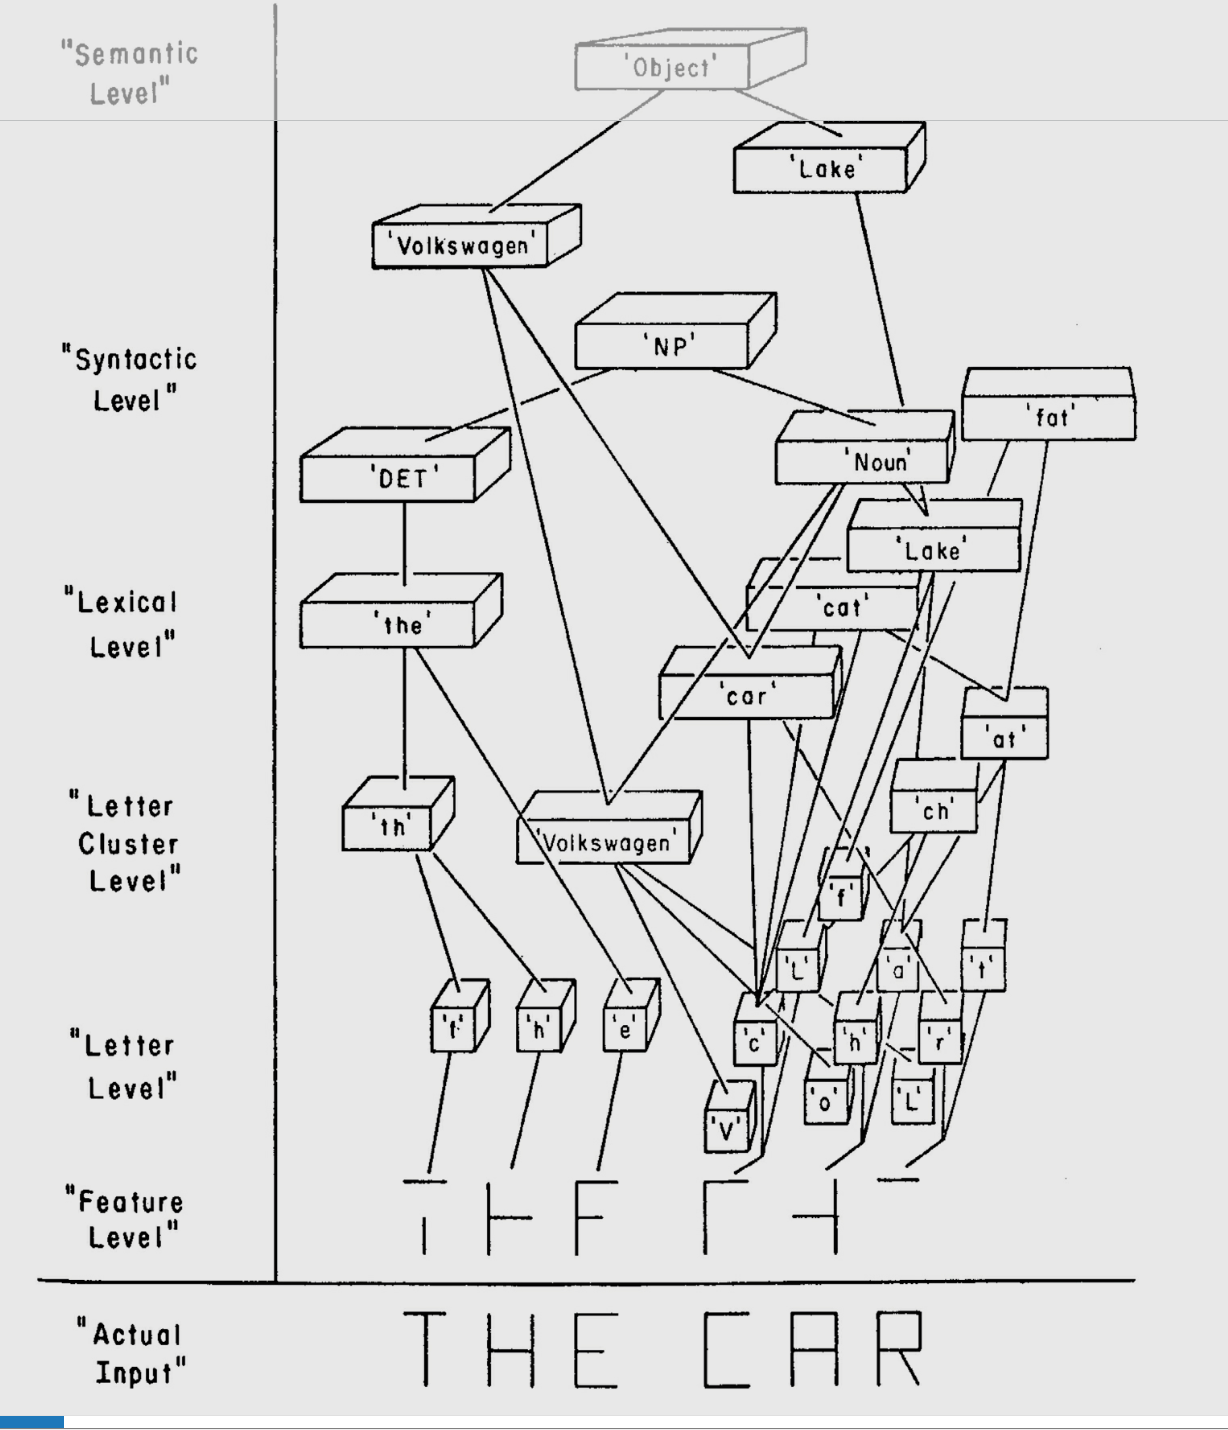 "Semantic
Level"
'Object'
'Lake'
'Volkswagen'
'NP'
"Syntactic
Level"
'fat'
'Noun'
'DET'
'Lake'
"Lexical
Level"
'cat'
'the'
'car'
'at'
"Letter
Cluster
Level"
'th'
'Volkswagen'
'ch'
'f'
'L'
'a'
't'
"Letter
Level"
'h'
'e'
'c'
'h'
'r'
'V'
'o'
'L'
"Feature
Level"
"Actual
Input"
THE CAR